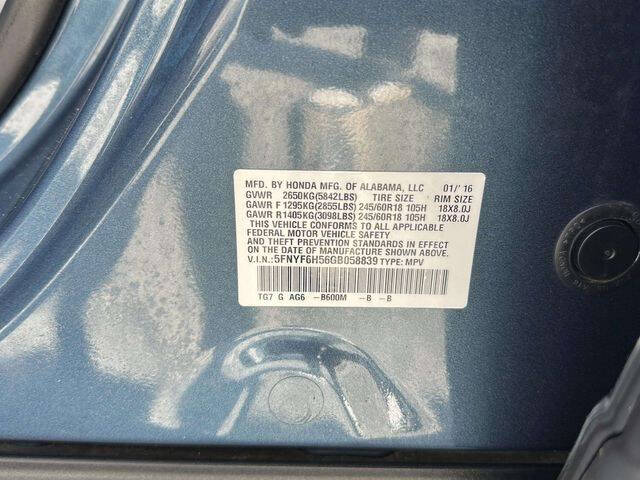 MFD. BY HONDA MFG. OF ALABAMA, LLC 01/'16
GVWR 2650KG(5842LBS) TIRE SIZE RIM SIZE
GAWR F 1295KG(2855LBS) 245/60R18 105H 18X8.0J
GAWR R 1405KG(3098LBS) 245/60R18 105H 18X8.0J
THIS VEHICLE CONFORMS TO ALL APPLICABLE
FEDERAL MOTOR VEHICLE SAFETY
AND THEFT PREVENTION STANDARDS IN
EFFECT ON THE DATE OF MANUFACTURE
SHOWN ABOVE.
V.I.N.: 5FNYF6H56GB058839 TYPE: MPV
TG7 G AG6 -B600M -B -B